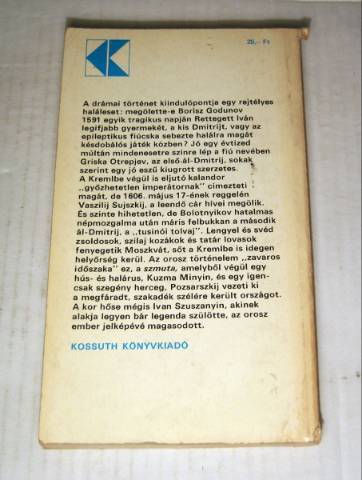 25,– Ft
A drámai történet kiindulópontja egy rejtélyes
haláleset: megölette-e Borisz Godunov
1591 egyik tragikus napján Rettegett Iván
legifjabb gyermekét, a kis Dmitrijt, vagy az
epileptikus fiúcska sebezte halálra magát
késdobálós játék közben? Jó egy évtized
múltán mindenesetre színre lép a fiú nevében
Griska Otrepjev, az első ál-Dmitrij, sokak
szerint egy jó eszű kiugrott szerzetes.
A Kremlbe végül is eljutó kalandor
„győzhetetlen imperátornak" címezteti
magát, de 1606. május 17-ének reggelén
Vaszilij Sujszkij, a leendő cár hívei megölik.
És szinte hihetetlen, de Bolotnyikov hatalmas
népmozgalma után máris felbukkan a második
ál-Dmitrij, a „tusinói tolvaj". Lengyel és svéd
zsoldosok, szilaj kozákok és tatár lovasok
fenyegetik Moszkvát, sőt a Kremlbe is idegen
helyőrség kerül. Az orosz történelem „zavaros
időszaka" ez, a szmuta, amelyből végül egy
hús- és halárus, Kuzma Minyin, és egy igen-
csak szegény herceg, Pozsarszkij vezeti ki
a megfáradt, szakadék szélére került országot.
A kor hőse mégis Ivan Szuszanyin, akinek
alakja legyen bár legenda szülötte, az orosz
ember jelképévé magasodott.
KOSSUTH KÖNYVKIADÓ